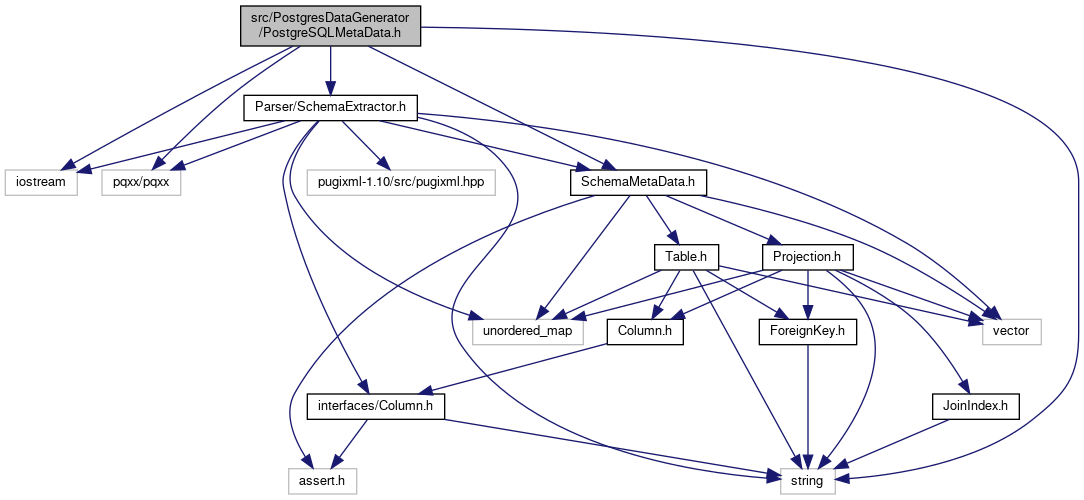 src/PostgresDataGenerator
/PostgreSQLMetaData.h
Parser/SchemaExtractor.h
iostream
pqxx/pqxx
pugixml-1.10/src/pugixml.hpp
SchemaMetaData.h
Table.h
Projection.h
unordered_map
Column.h
ForeignKey.h
vector
interfaces/Column.h
JoinIndex.h
assert.h
string